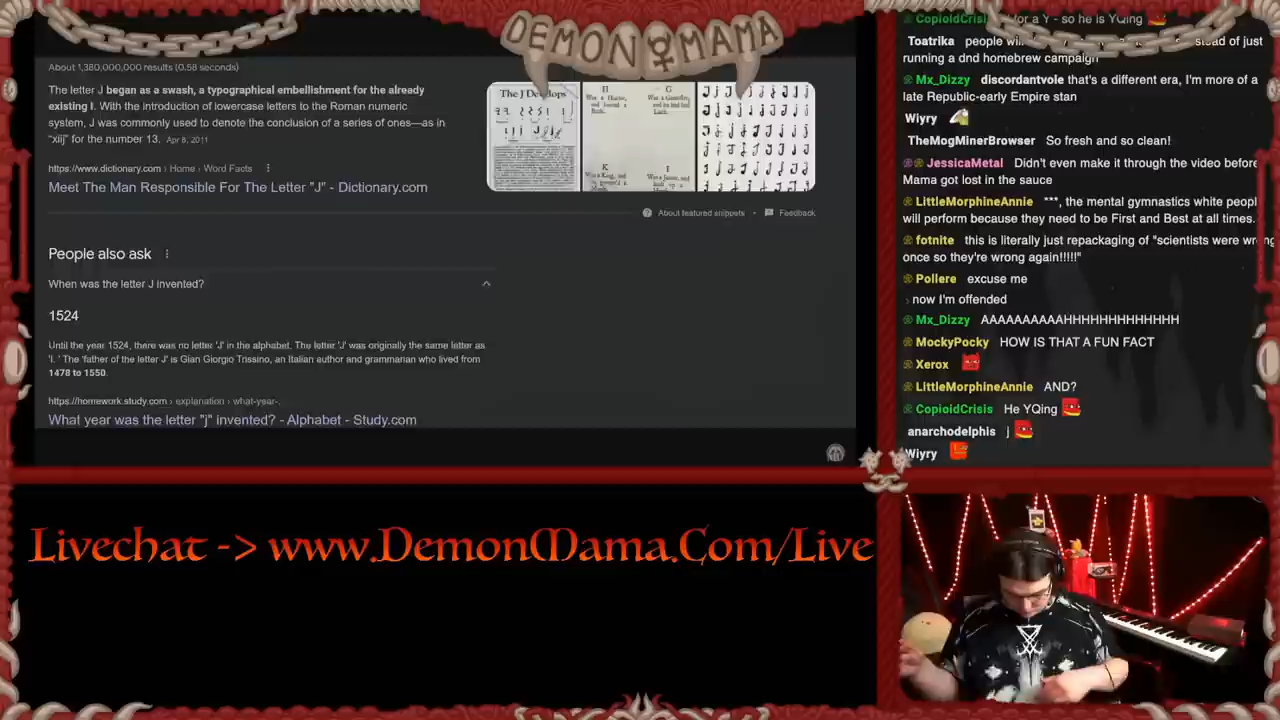 DEMON MAMA
About 1,380,000,000 results (0.58 seconds)
The letter J began as a swash, a typographical embellishment for the already
existing I. With the introduction of lowercase letters to the Roman numeric
system, J was commonly used to denote the conclusion of a series of ones—as in
"xiij" for the number 13. Apr 8, 2011
https://www.dictionary.com › Home › Word Facts
Meet The Man Responsible For The Letter "J" - Dictionary.com
The J Develops
H
G
K
I
About featured snippets
Feedback
People also ask
When was the letter J invented?
1524
Until the year 1524, there was no letter 'J' in the alphabet. The letter 'J' was originally the same letter as
'I. ' The 'father of the letter J' is Gian Giorgio Trissino, an Italian author and grammarian who lived from
1478 to 1550.
https://homework.study.com › explanation › what-year-.
What year was the letter "j" invented? - Alphabet - Study.com
for a Y - so he is YQing
Toatrika people
of just
running a dnd homebrew campaign
Mx_Dizzy discordantvole that's a different era, I'm more of a
late Republic-early Empire stan
Wiyry
TheMogMinesBrowser So fresh and so clean!
JessicaMetal Didn't even make it through the video before
Mama got lost in the sauce
LittleMorphineAnnie ***, the mental gymnastics white peopl
will perform because they need to be First and Best at all times.
fotnite this is literally just repackaging of "scientists were wrong
once so they're wrong again!!!!!"
Pollere excuse me
› now I'm offended
Mx_Dizzy AAAAAAAAAAHHHHHHHHHHHHHH
MockyPocky HOW IS THAT A FUN FACT
Xerox
LittleMorphineAnnie AND?
CopioidCrisis He YQing
anarchodelphis j
Wiyry
Livechat -> www.DemonMama.Com/Live